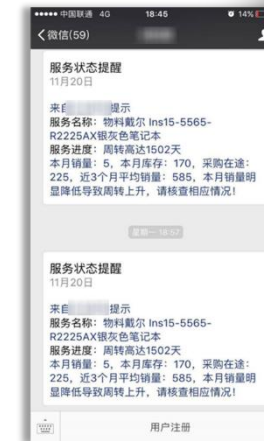 中国联通 4G 18:45 14%
微信(59)
服务状态提醒
11月20日
来自 提示
服务名称：物料戴尔 Ins15-5565-
R2225AX银灰色笔记本
服务进度：周转高达1502天
本月销量：5，本月库存：170，采购在途：
225，近3个月平均销量：585，本月销量明
显降低导致周转上升，请核查相应情况！
星期一 18:57
服务状态提醒
11月20日
来自 提示
服务名称：物料戴尔 Ins15-5565-
R2225AX银灰色笔记本
服务进度：周转高达1502天
本月销量：5，本月库存：170，采购在途：
225，近3个月平均销量：585，本月销量明
显降低导致周转上升，请核查相应情况！
用户注册